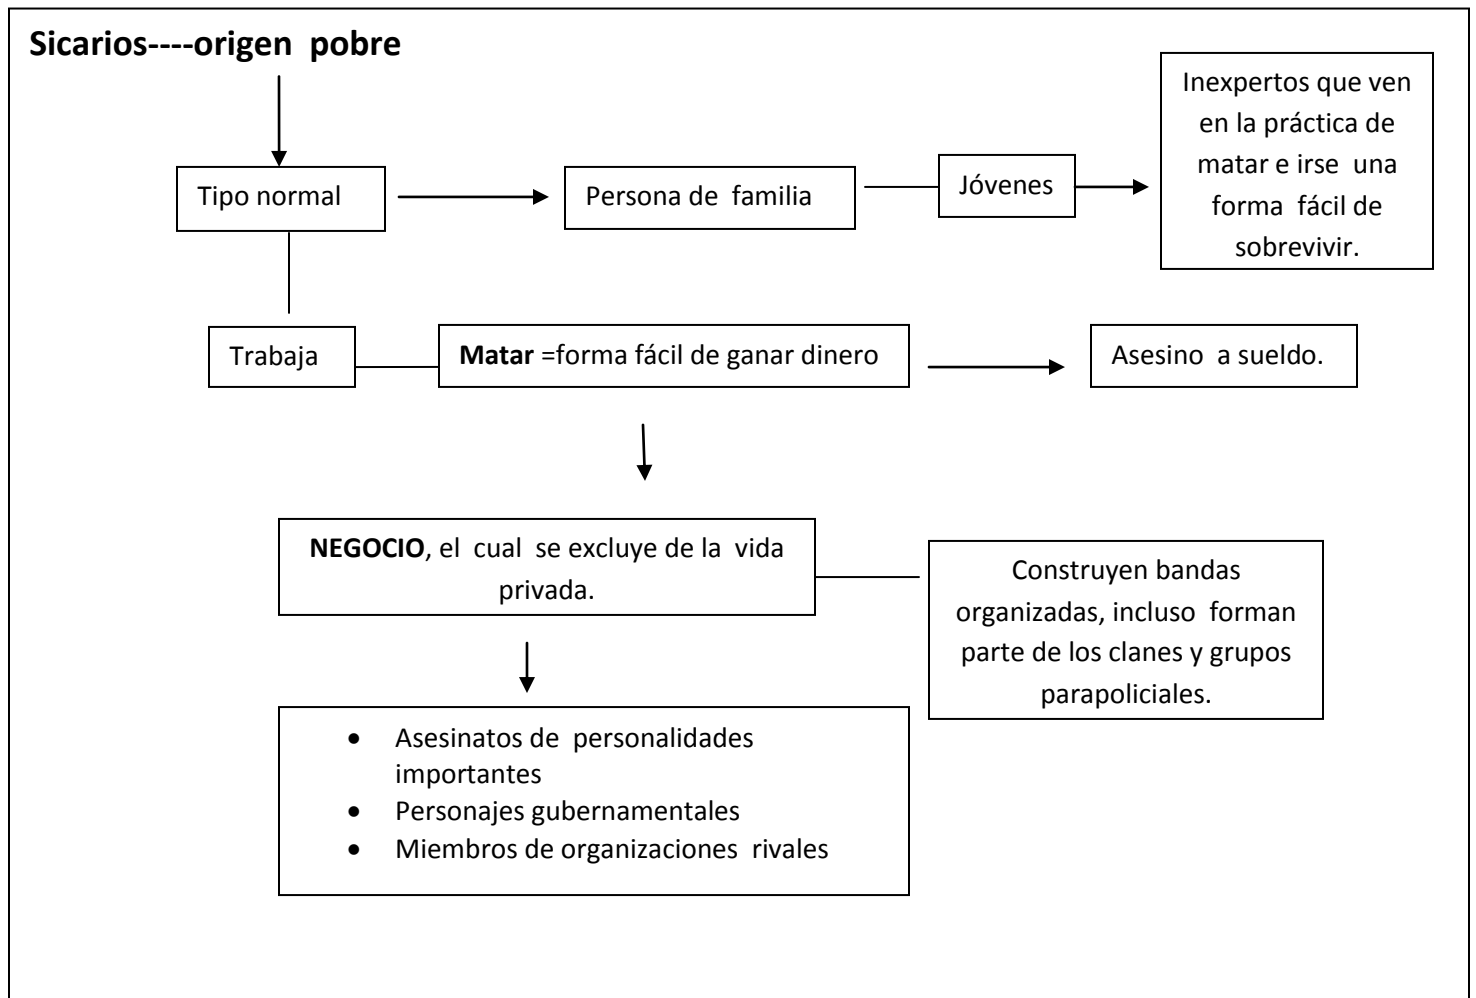 Sicarios----origen pobre
Inexpertos que ven
en la práctica de
matar e irse una
forma fácil de
sobrevivir.
Tipo normal
Persona de familia
Jóvenes
Trabaja
Matar =forma fácil de ganar dinero
Asesino a sueldo.
NEGOCIO, el cual se excluye de la vida
privada.
Construyen bandas
organizadas, incluso forman
parte de los clanes y grupos
parapoliciales.
• Asesinatos de personalidades
importantes
• Personajes gubernamentales
• Miembros de organizaciones rivales